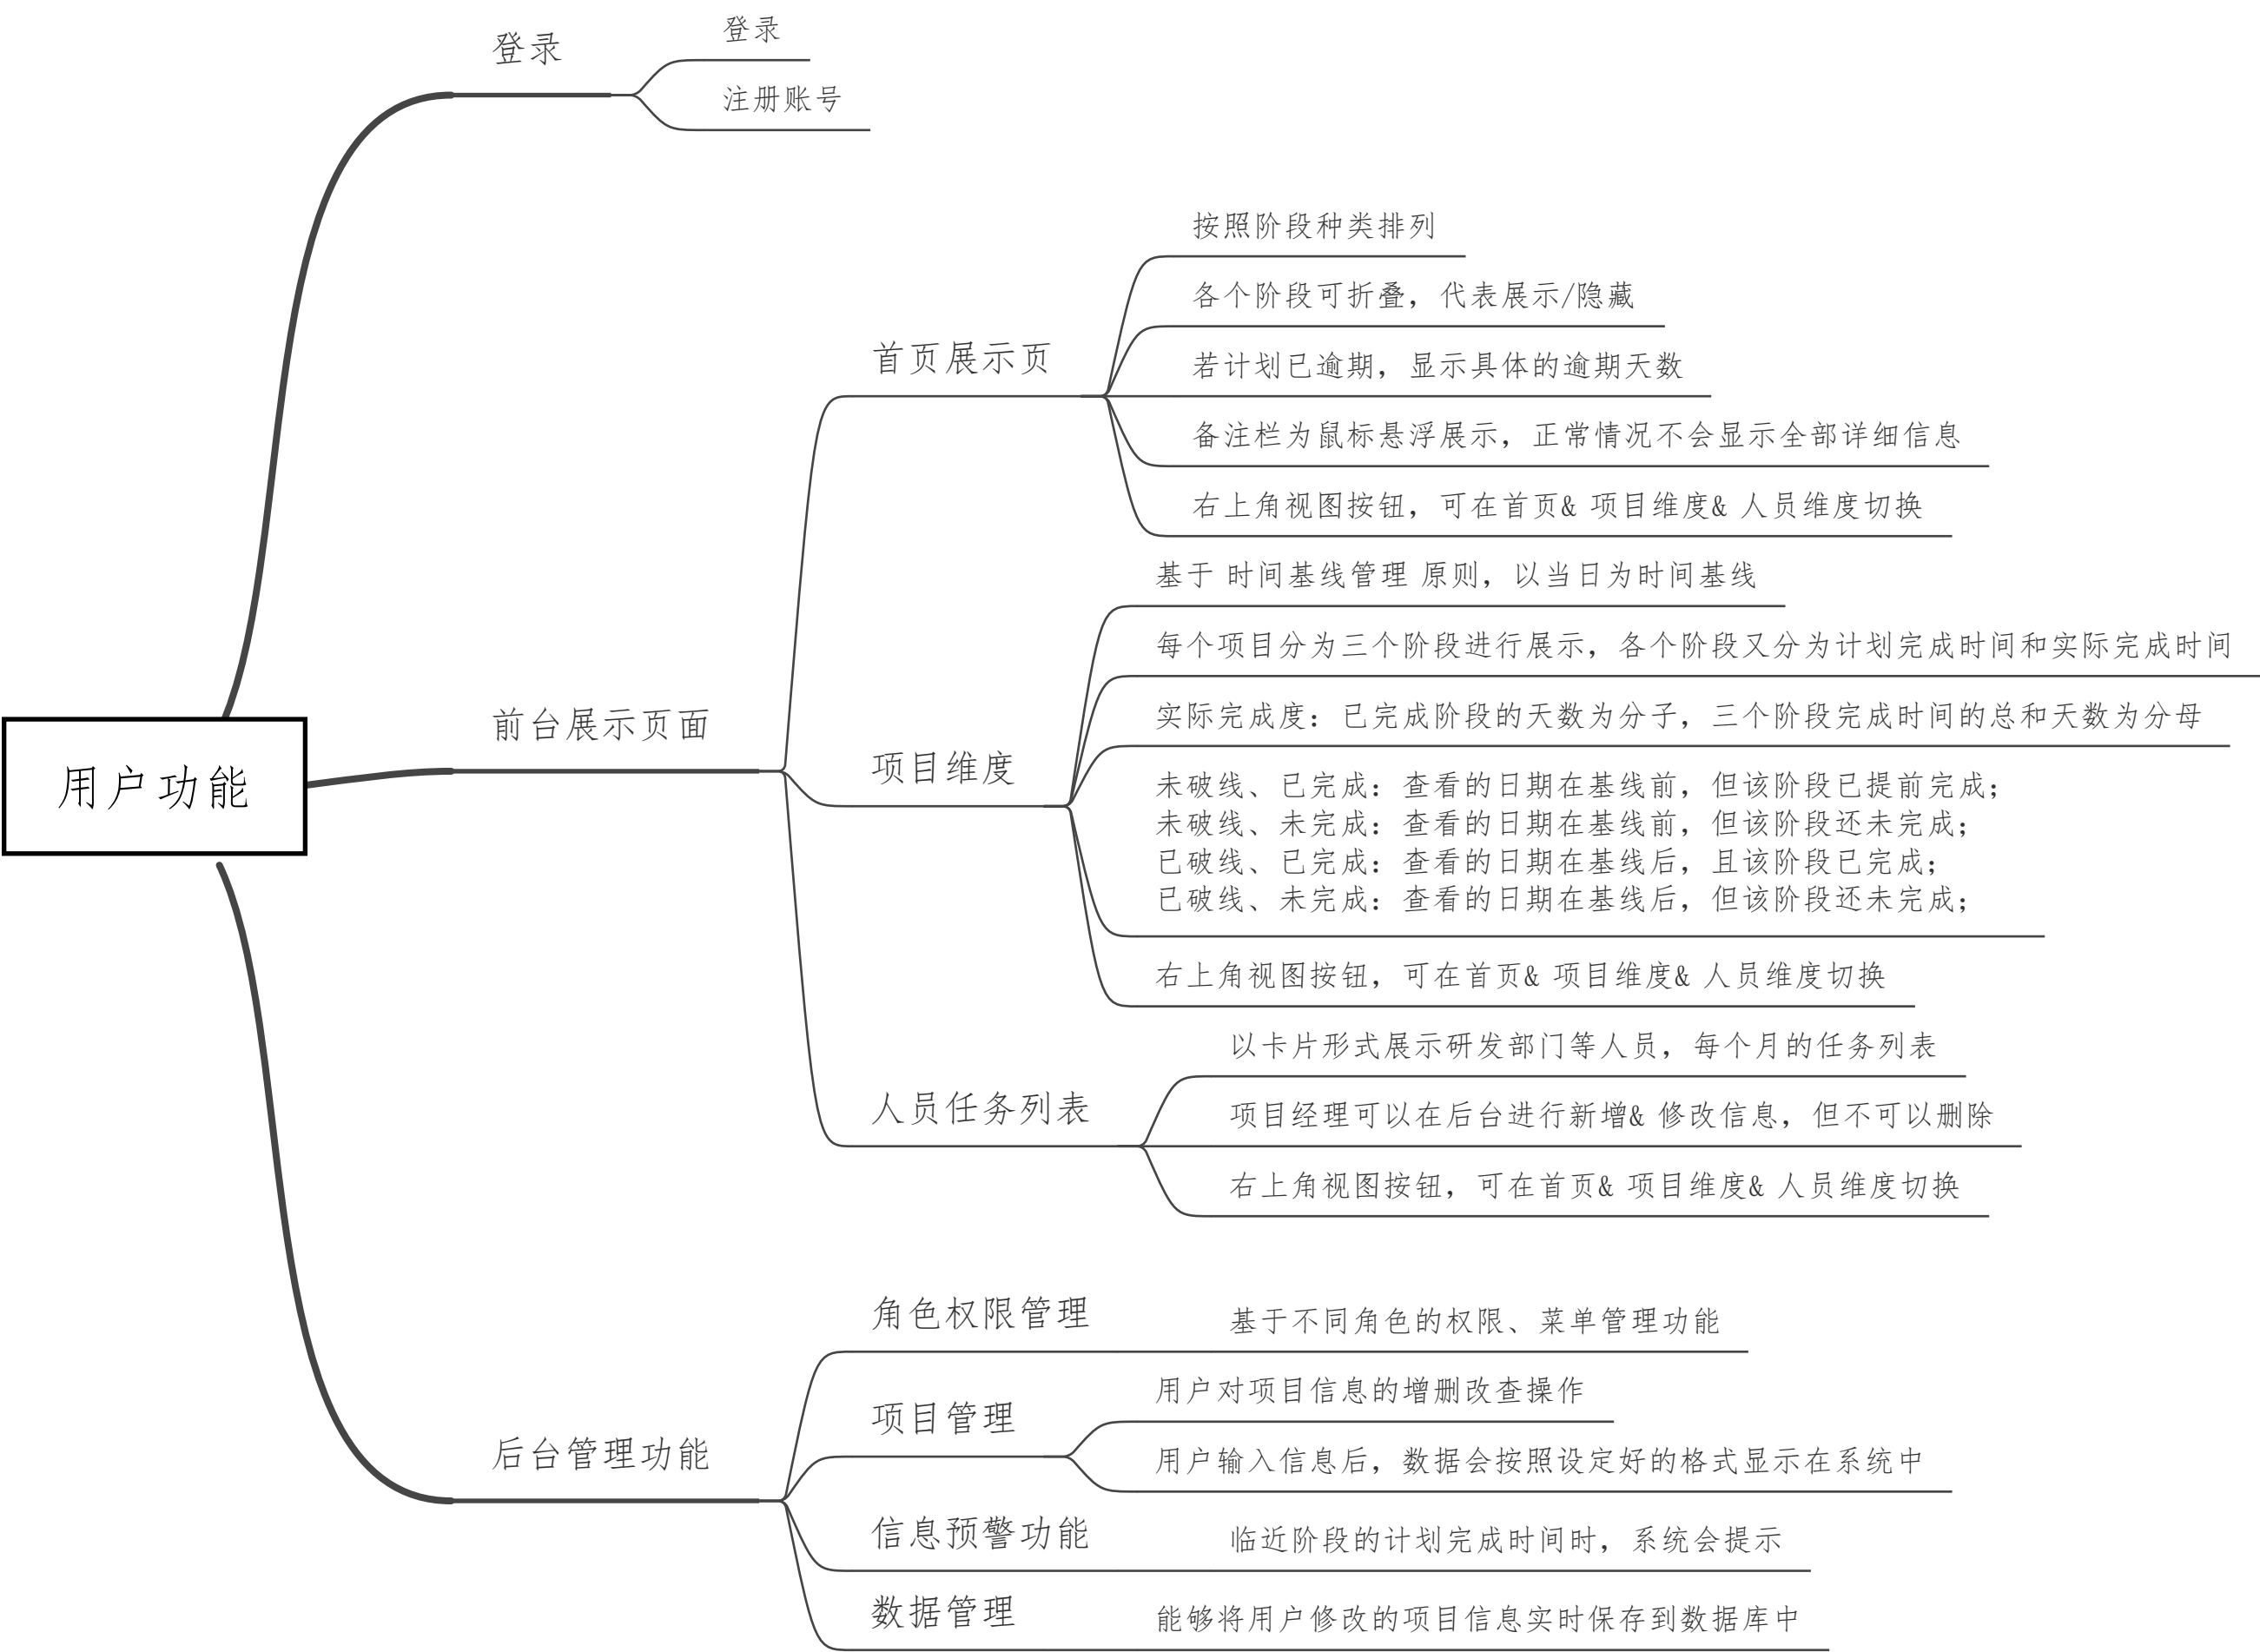 用户功能
登录
登录
注册账号
前台展示页面
首页展示页
按照阶段种类排列
各个阶段可折叠，代表展示/隐藏
若计划已逾期，显示具体的逾期天数
备注栏为鼠标悬浮展示，正常情况不会显示全部详细信息
右上角视图按钮，可在首页& 项目维度& 人员维度切换
项目维度
基于 时间基线管理 原则，以当日为时间基线
每个项目分为三个阶段进行展示，各个阶段又分为计划完成时间和实际完成时间
实际完成度：已完成阶段的天数为分子，三个阶段完成时间的总和天数为分母
未破线、已完成：查看的日期在基线前，但该阶段已提前完成；
未破线、未完成：查看的日期在基线前，但该阶段还未完成；
已破线、已完成：查看的日期在基线后，且该阶段已完成；
已破线、未完成：查看的日期在基线后，但该阶段还未完成；
右上角视图按钮，可在首页& 项目维度& 人员维度切换
人员任务列表
以卡片形式展示研发部门等人员，每个月的任务列表
项目经理可以在后台进行新增& 修改信息，但不可以删除
右上角视图按钮，可在首页& 项目维度& 人员维度切换
后台管理功能
角色权限管理
基于不同角色的权限、菜单管理功能
项目管理
用户对项目信息的增删改查操作
用户输入信息后，数据会按照设定好的格式显示在系统中
信息预警功能
临近阶段的计划完成时间时，系统会提示
数据管理
能够将用户修改的项目信息实时保存到数据库中